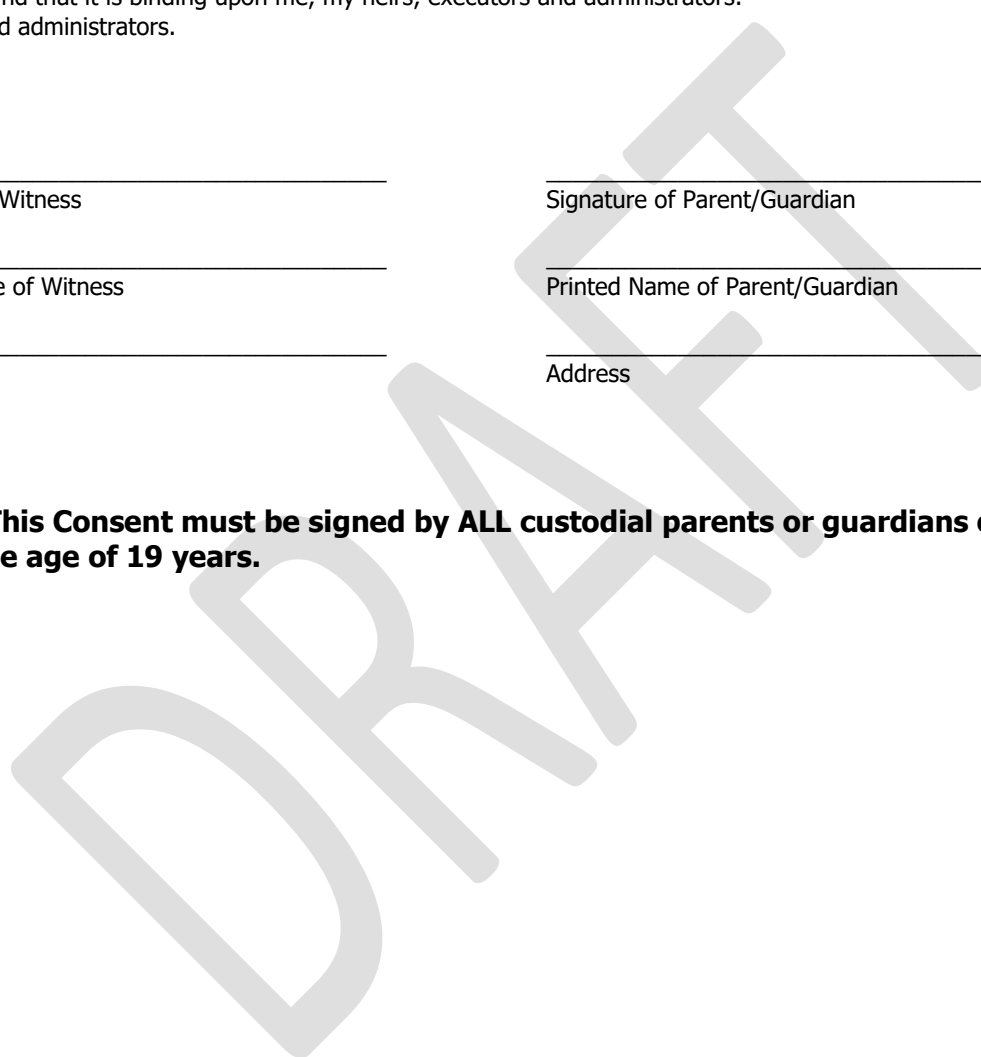 nd that it is binding upon me, my heirs, executors and administrators.
d administrators.
Witness
Signature of Parent/Guardian
e of Witness
Printed Name of Parent/Guardian
Address
This Consent must be signed by ALL custodial parents or guardians
e age of 19 years.
DRAFT